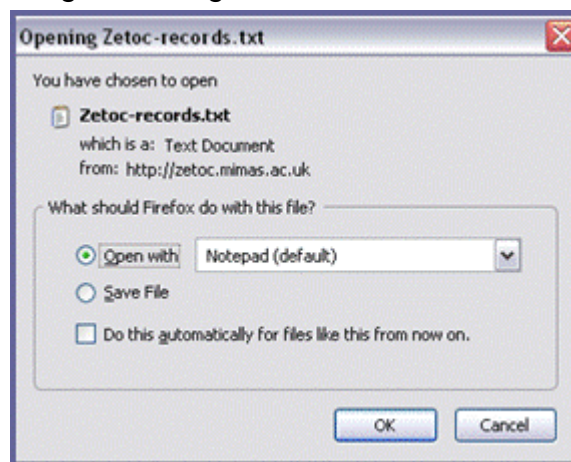 Opening Zetoc-records.txt
You have chosen to open
Zetoc-records.txt
which is a: Text Document
from: http://zetoc.mimas.ac.uk
What should Firefox do with this file?
Open with Notepad (default)
Save File
Do this automatically for files like this from now on.
OK Cancel